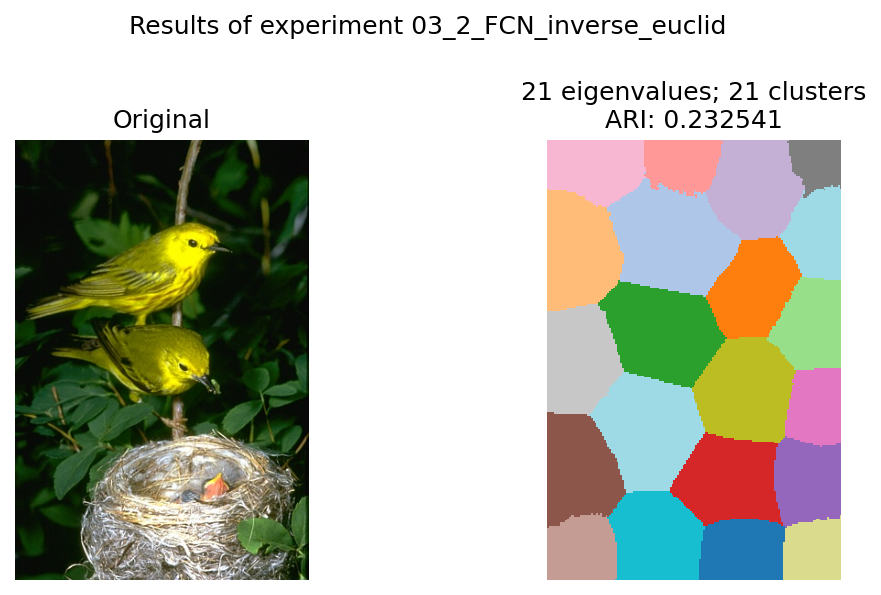 Results of experiment 03_2_FCN_inverse_euclid
Original
21 eigenvalues; 21 clusters
ARI: 0.232541